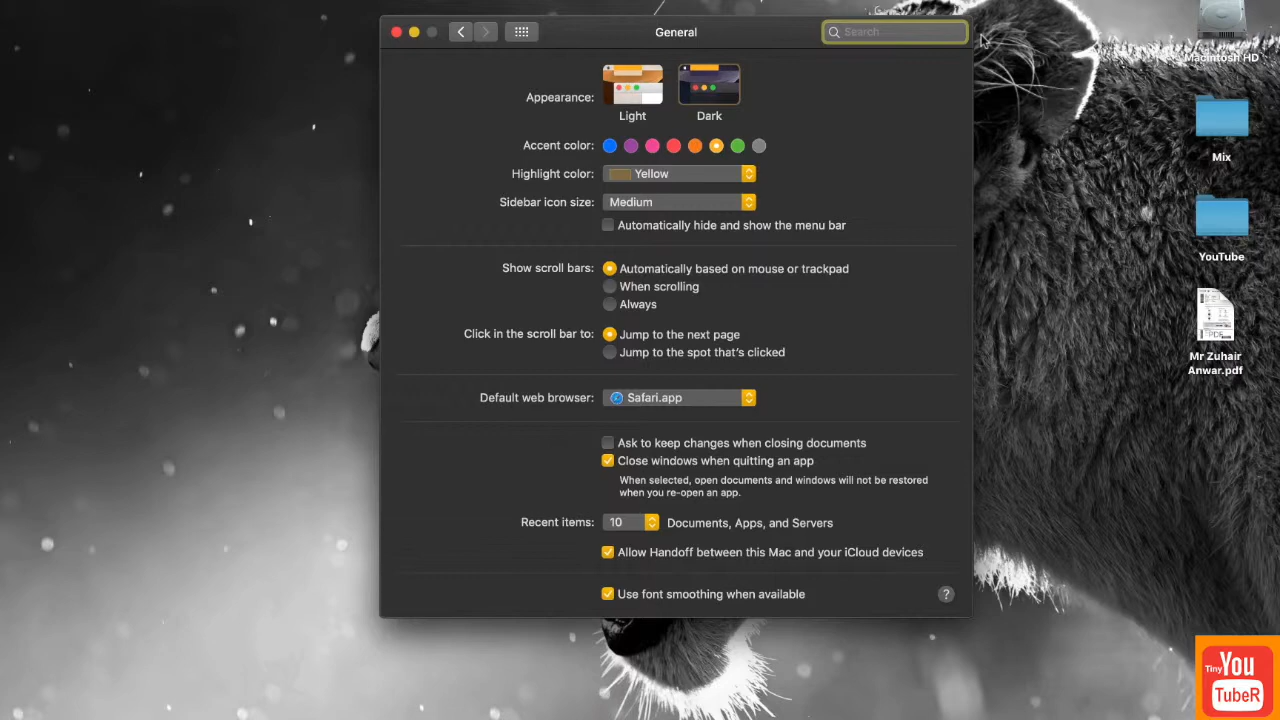 General
Search
Appearance:
Light
Dark
Accent color:
Highlight color:
Yellow
Sidebar icon size:
Medium
Automatically hide and show the menu bar
Show scroll bars:
Automatically based on mouse or trackpad
When scrolling
Always
Click in the scroll bar to:
Jump to the next page
Jump to the spot that's clicked
Default web browser:
Safari.app
Ask to keep changes when closing documents
Close windows when quitting an app
When selected, open documents and windows will not be restored
when you re-open an app.
Recent items:
10
Documents, Apps, and Servers
Allow Handoff between this Mac and your iCloud devices
Use font smoothing when available
?
Macintosh HD
Mix
YouTube
PDF
Mr Zuhair
Anwar.pdf
Tiny You
TubeR